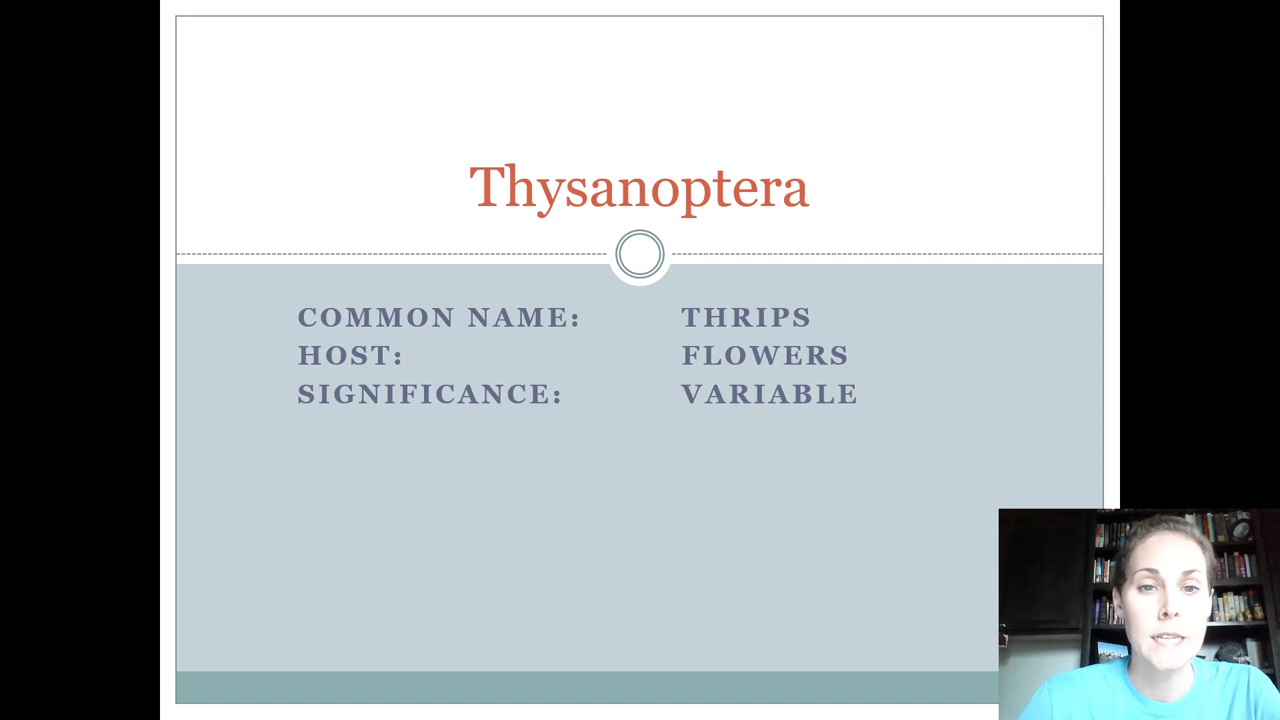 Thysanoptera
COMMON NAME: THRIPS
HOST: FLOWERS
SIGNIFICANCE: VARIABLE